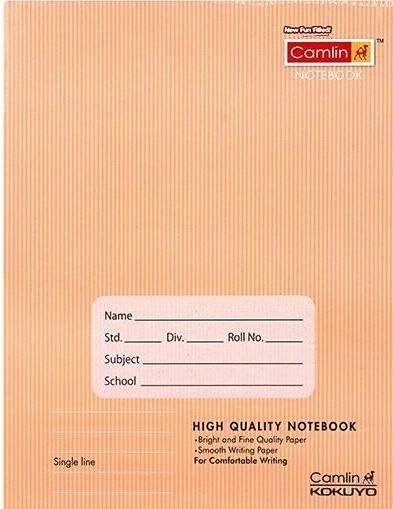 New Fun Filled!
Camlin
TM
NOTEBOOK
Name
Std. Div. Roll No.
Subject
School
HIGH QUALITY NOTEBOOK
•Bright and Fine Quality Paper
•Smooth Writing Paper
For Comfortable Writing
Single line
Camlin
KOKUYO